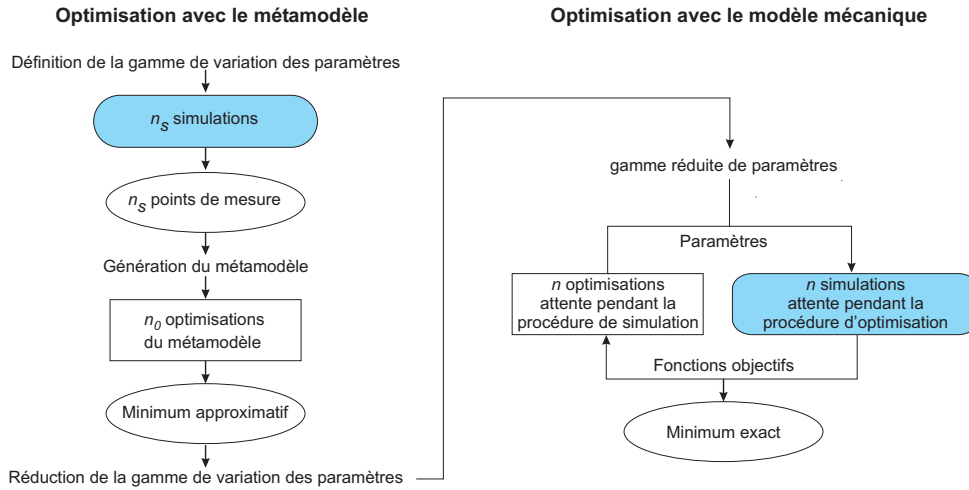 Optimisation avec le métamodèle
Définition de la gamme de variation des paramètres
nS simulations
nS points de mesure
Génération du métamodèle
n0 optimisations
du métamodèle
Minimum approximatif
Réduction de la gamme de variation des paramètres
Optimisation avec le modèle mécanique
gamme réduite de paramètres
Paramètres
n optimisations
attente pendant la
procédure de simulation
n simulations
attente pendant la
procédure d'optimisation
Fonctions objectifs
Minimum exact